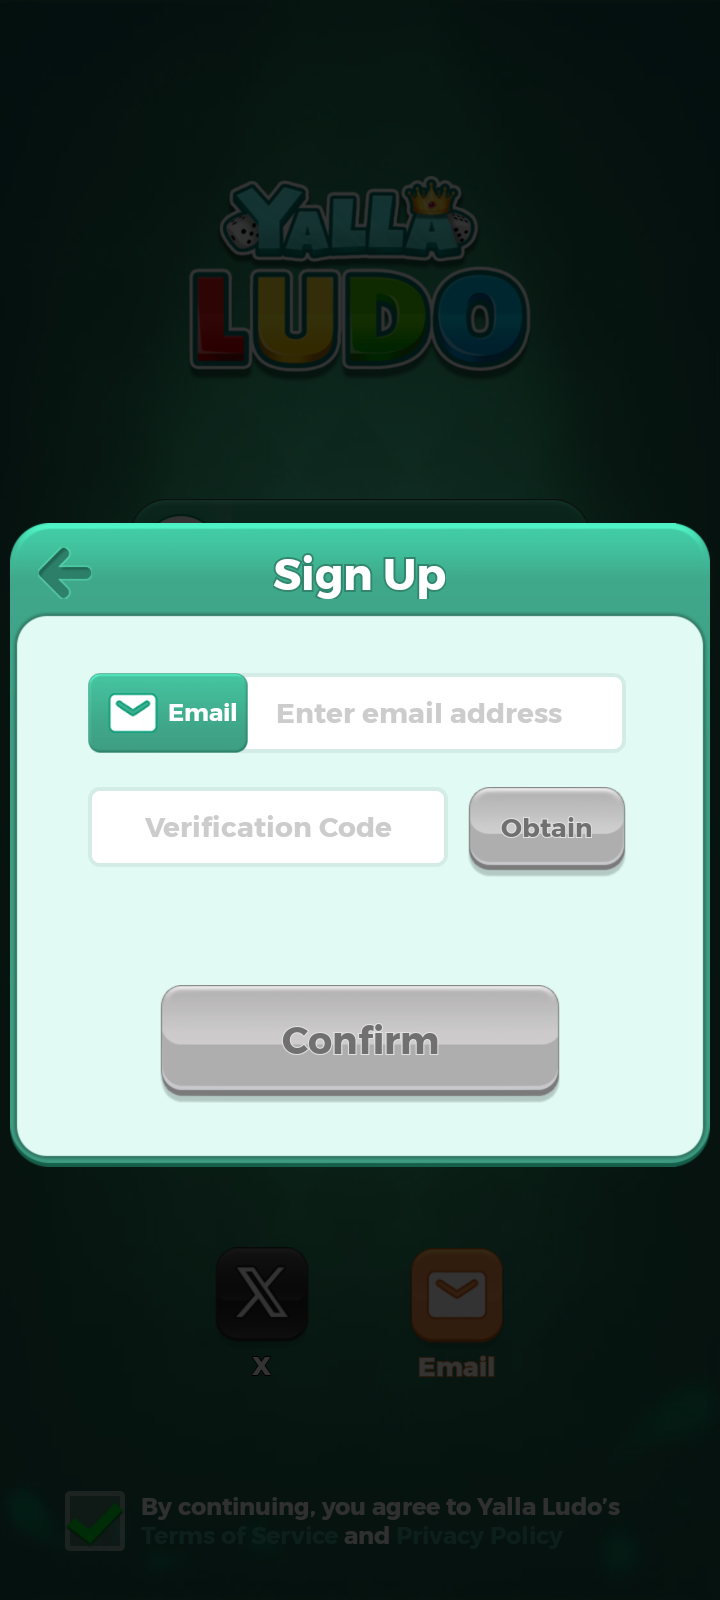 YALLA
LUDO
Sign Up
Email
Enter email address
Verification Code
Obtain
Confirm
X
Email
By continuing, you agree to Yalla Ludo's
Terms of Service and Privacy Policy